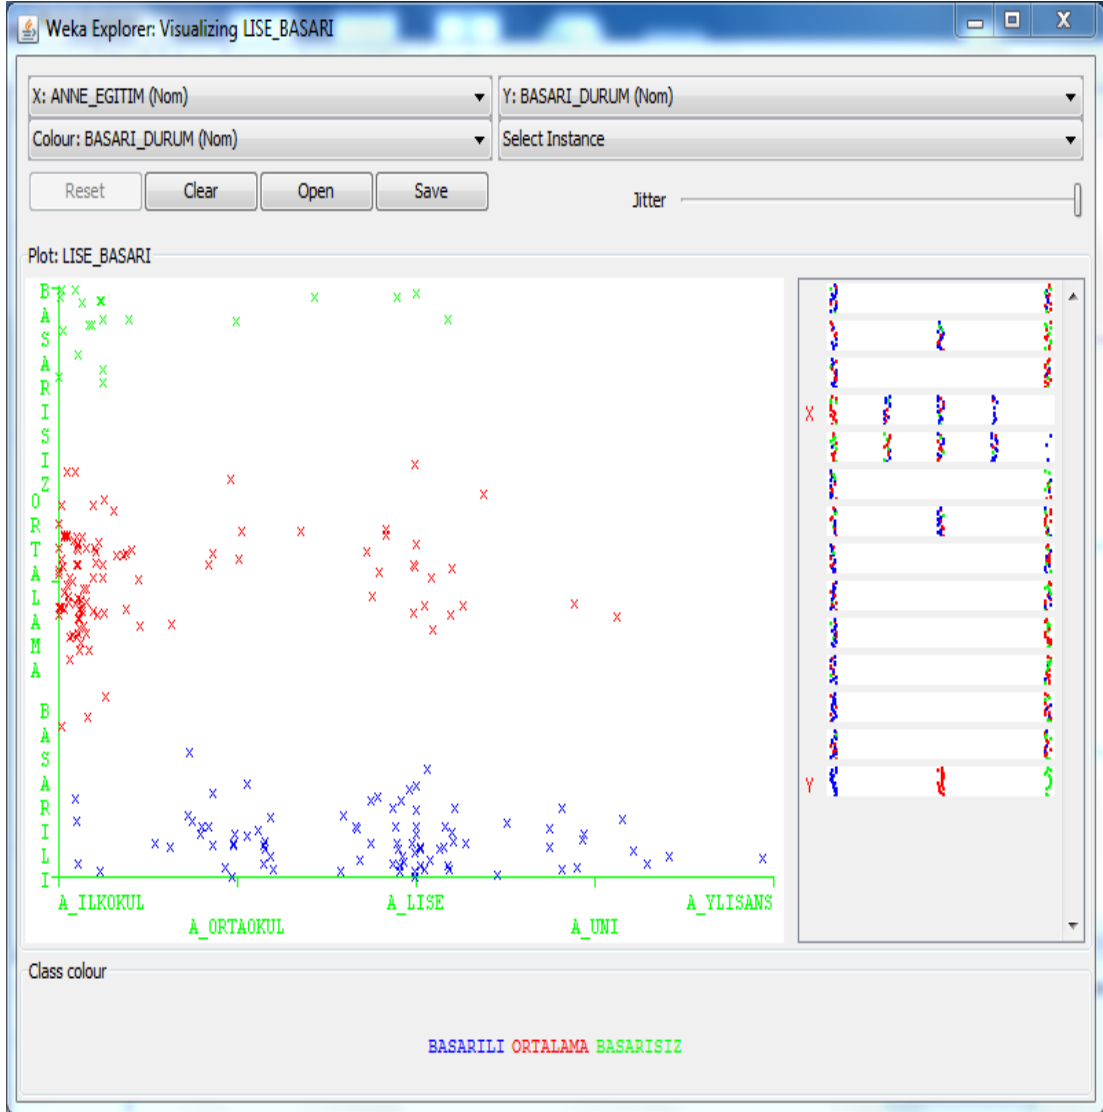 Weka Explorer: Visualizing LISE_BASARI
X: ANNE_EGITIM (Nom)
Y: BASARI_DURUM (Nom)
Colour: BASARI_DURUM (Nom)
Select Instance
Reset
Clear
Open
Save
Jitter
Plot: LISE_BASARI
BASARISIZ
ORTALAMA
BASARILI
A_ILKOKUL
A_ORTAOKUL
A_LISE
A_UNI
A_YLISANS
X
Y
Class colour
BASARILI ORTALAMA BASARISIZ